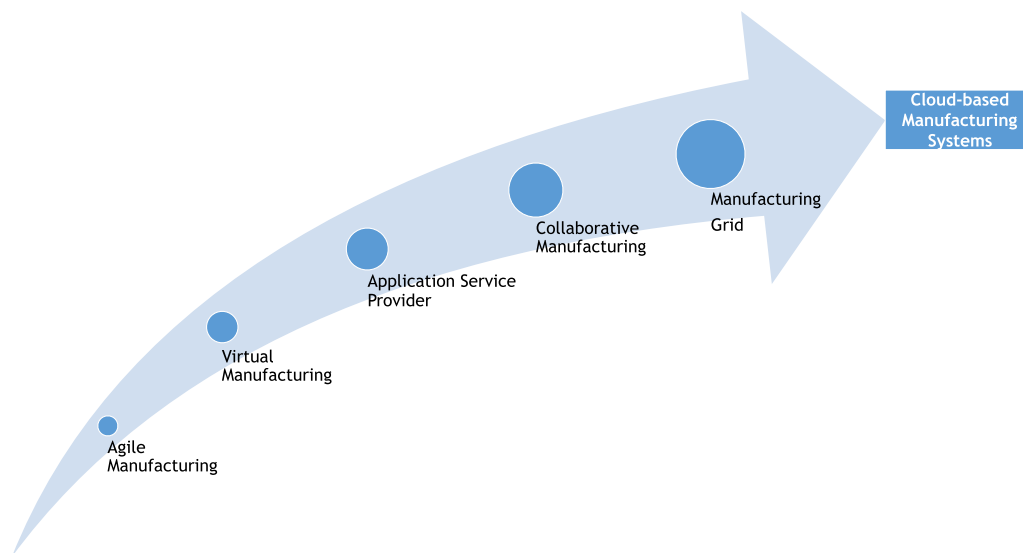 Cloud-based
Manufacturing
Systems
Manufacturing
Grid
Collaborative
Manufacturing
Application Service
Provider
Virtual
Manufacturing
Agile
Manufacturing